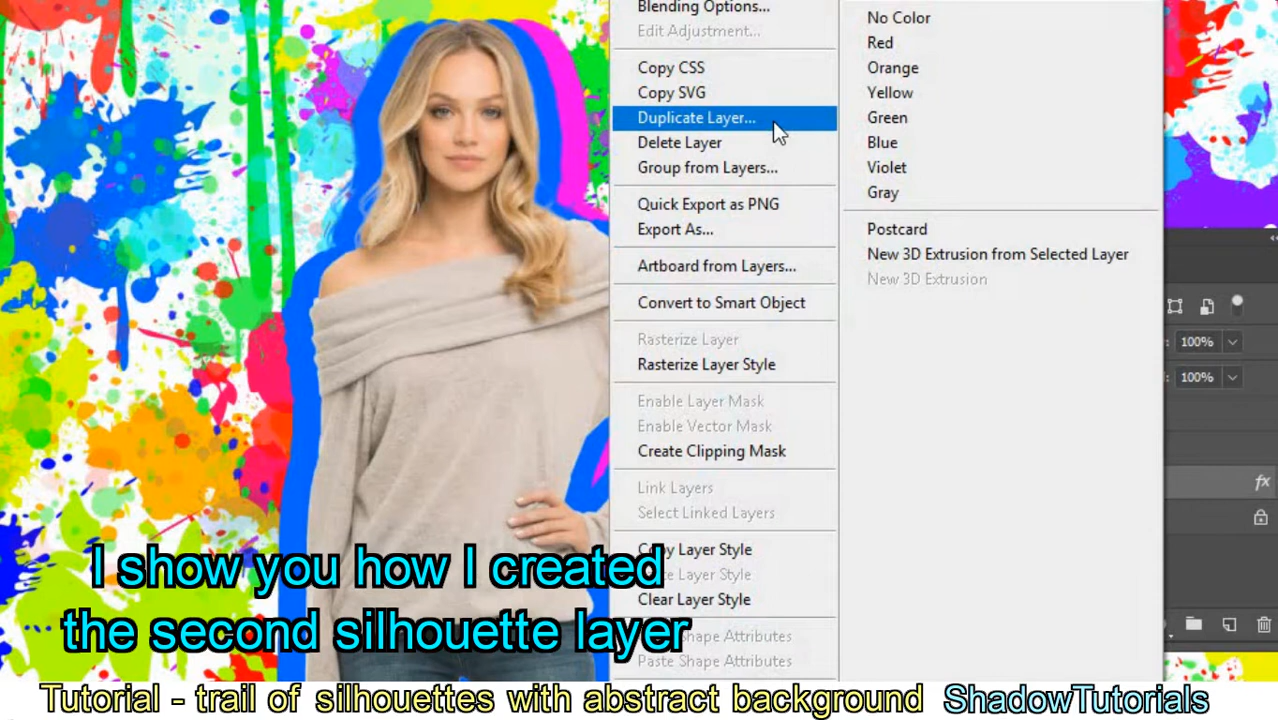 Blending Options...
Edit Adjustment...
Copy CSS
Copy SVG
Duplicate Layer...
Delete Layer
Group from Layers...
Quick Export as PNG
Export As...
Artboard from Layers...
Convert to Smart Object
Rasterize Layer
Rasterize Layer Style
Enable Layer Mask
Enable Vector Mask
Create Clipping Mask
Link Layers
Select Linked Layers
Layer Style
Layer Style
Clear Layer Style
Shape Attributes
Paste Shape Attributes
No Color
Red
Orange
Yellow
Green
Blue
Violet
Gray
Postcard
New 3D Extrusion from Selected Layer
New 3D Extrusion
100%
100%
fx
I show you how I created
the second silhouette layer
Tutorial - trail of silhouettes with abstract background ShadowTutorials